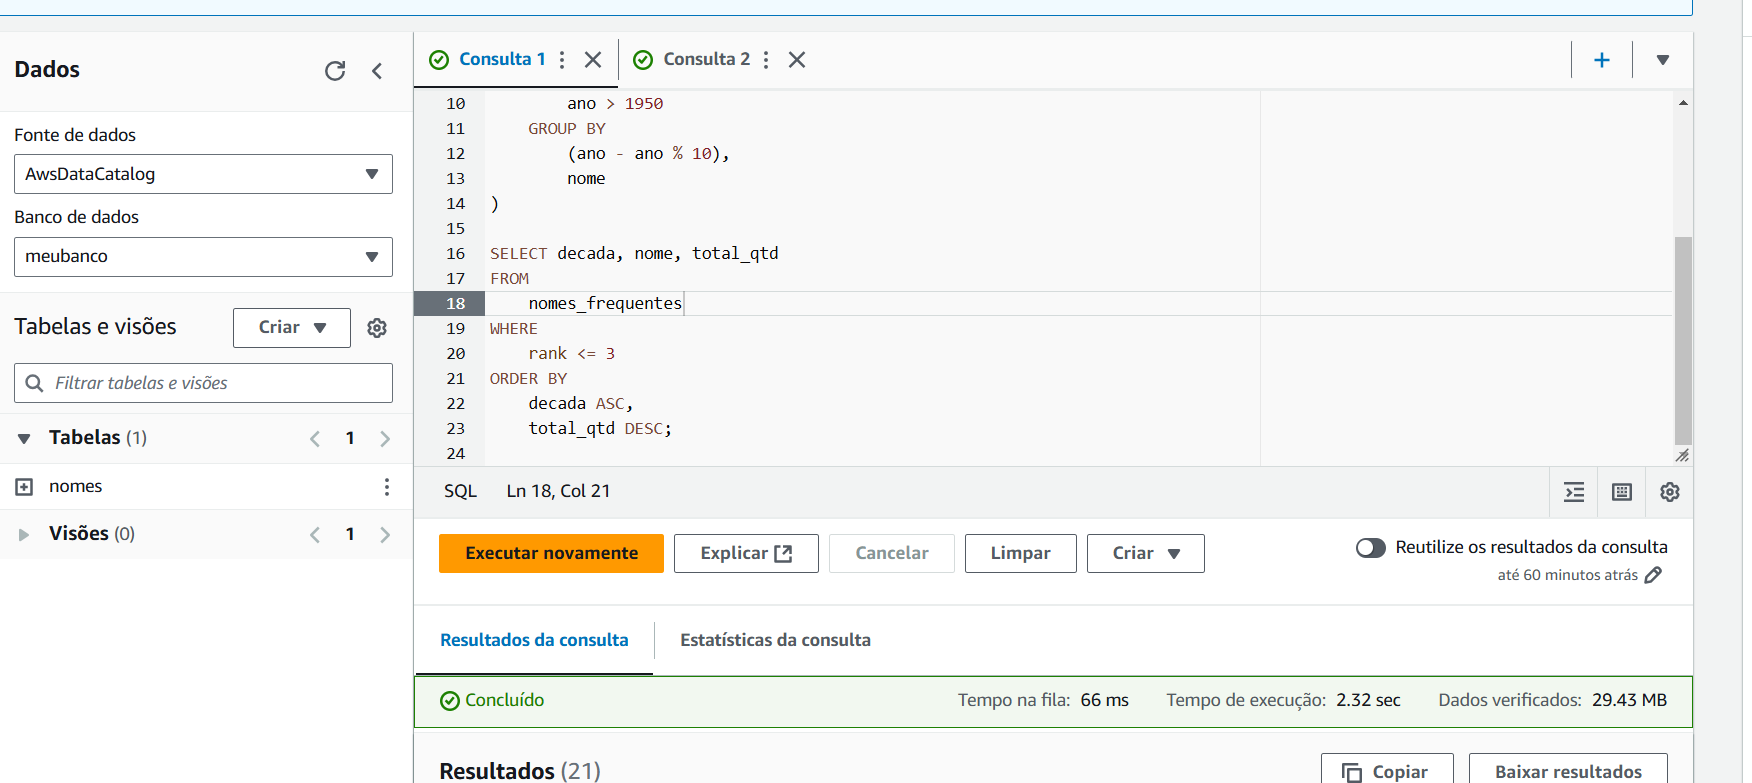 Dados
Fonte de dados
AwsDataCatalog
Banco de dados
meubanco
Tabelas e visões
Criar
Filtrar tabelas e visões
Tabelas (1)
1
nomes
Visões (0)
1
Consulta 1
Consulta 2
10 ano > 1950
11 GROUP BY
12 (ano - ano % 10),
13 nome
14 )
15
16 SELECT decada, nome, total_qtd
17 FROM
18 nomes_frequentes
19 WHERE
20 rank <= 3
21 ORDER BY
22 decada ASC,
23 total_qtd DESC;
24
SQL Ln 18, Col 21
Executar novamente Explicar Cancelar Limpar Criar
Reutilize os resultados da consulta
até 60 minutos atrás
Resultados da consulta Estatísticas da consulta
Concluído Tempo na fila: 66 ms Tempo de execução: 2.32 sec Dados verificados: 29.43 MB
Resultados (21) Copiar Baixar resultados